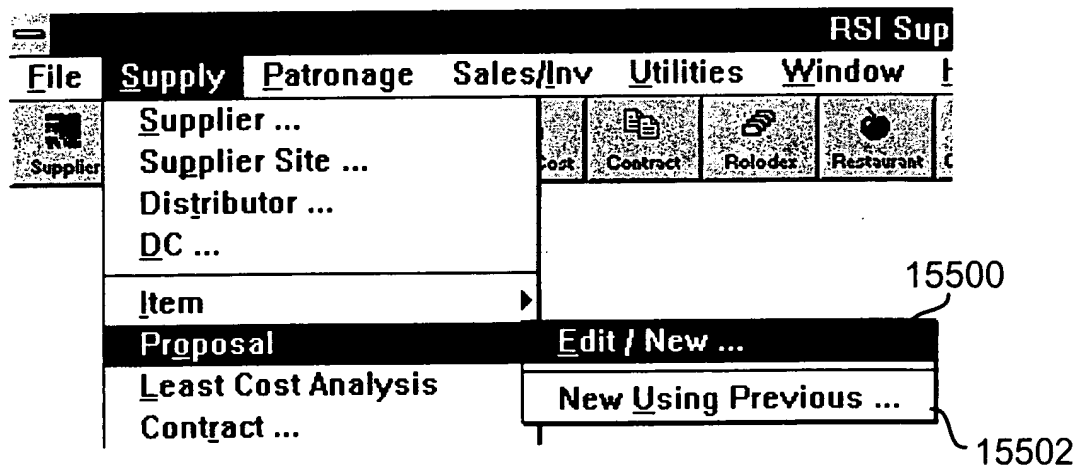 RSI Sup
File Supply Patronage Sales/Inv Utilities Window
Supplier ...
Supplier Cost Contract Rolodex Restaurant
Supplier Site ...
Distributor ...
DC ...
15500
Item
Proposal Edit / New ...
Least Cost Analysis
New Using Previous ...
Contract ...
15502